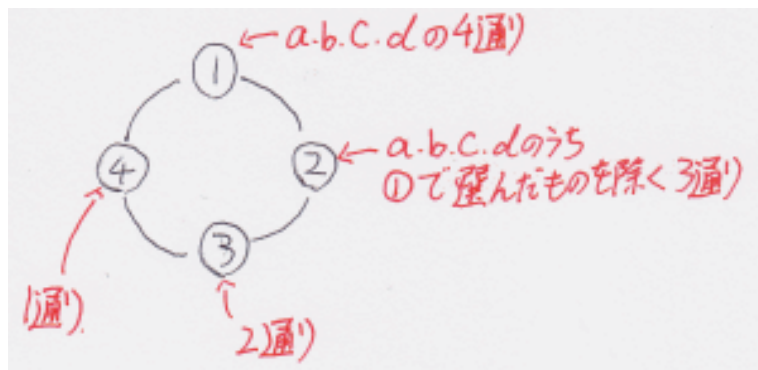 ① ←a.b.c.dの4通り
④ ② ←a.b.c.dのうち
①で選んだものを除く3通り
③
1通り.
2通り